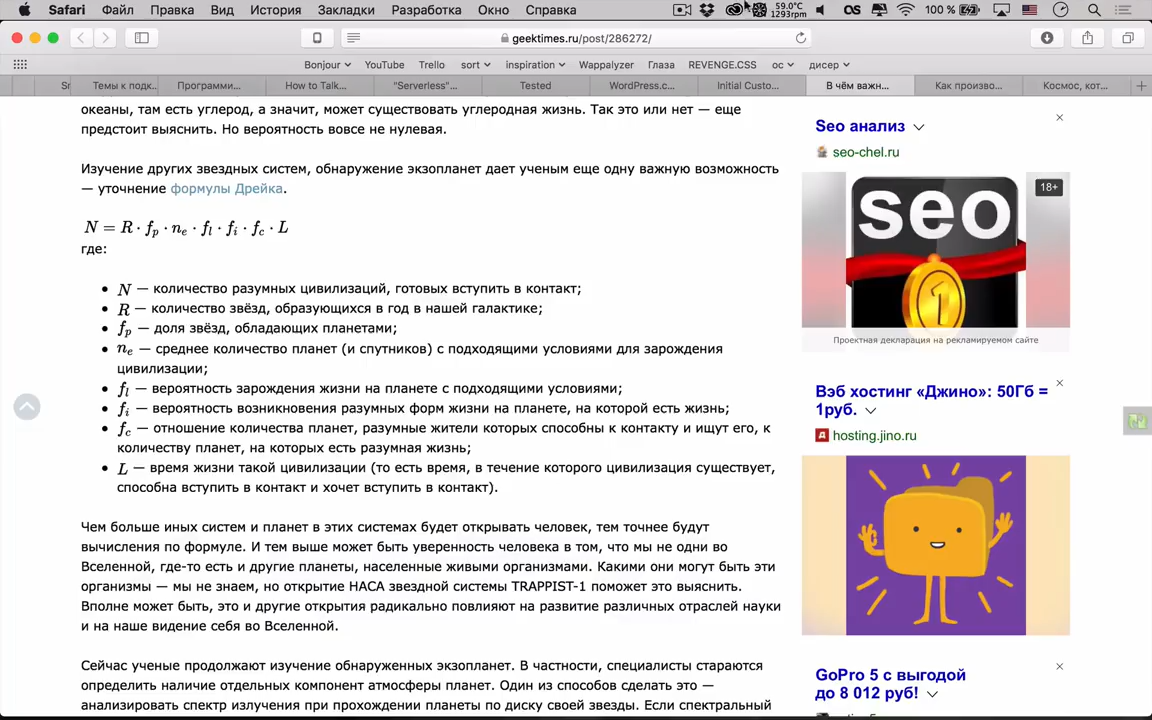 Safari Файл Правка Вид История Закладки Разработка Окно Справка 59.0°C 1293rpm 100 %
geektimes.ru/post/286272/
Bonjour YouTube Trello sort inspiration Wappalyzer Глаза REVENGE.CSS ос дисер
Темы к подк... Программи... How to Talk... "Serverless"... Tested WordPress.c... Initial Custo... В чём важн... Как произво... Космос, кот...
океаны, там есть углерод, а значит, может существовать углеродная жизнь. Так это или нет — еще
предстоит выяснить. Но вероятность вовсе не нулевая.
Изучение других звездных систем, обнаружение экзопланет дает ученым еще одну важную возможность
— уточнение формулы Дрейка.
N = R · fp · ne · fl · fi · fc · L
где:
• N — количество разумных цивилизаций, готовых вступить в контакт;
• R — количество звёзд, образующихся в год в нашей галактике;
• fp — доля звёзд, обладающих планетами;
• ne — среднее количество планет (и спутников) с подходящими условиями для зарождения
цивилизации;
• fl — вероятность зарождения жизни на планете с подходящими условиями;
• fi — вероятность возникновения разумных форм жизни на планете, на которой есть жизнь;
• fc — отношение количества планет, разумные жители которых способны к контакту и ищут его, к
количеству планет, на которых есть разумная жизнь;
• L — время жизни такой цивилизации (то есть время, в течение которого цивилизация существует,
способна вступить в контакт и хочет вступить в контакт).
Чем больше иных систем и планет в этих системах будет открывать человек, тем точнее будут
вычисления по формуле. И тем выше может быть уверенность человека в том, что мы не одни во
Вселенной, где-то есть и другие планеты, населенные живыми организмами. Какими они могут быть эти
организмы — мы не знаем, но открытие НАСА звездной системы TRAPPIST-1 поможет это выяснить.
Вполне может быть, это и другие открытия радикально повлияют на развитие различных отраслей науки
и на наше видение себя во Вселенной.
Сейчас ученые продолжают изучение обнаруженных экзопланет. В частности, специалисты стараются
определить наличие отдельных компонент атмосферы планет. Один из способов сделать это —
анализировать спектр излучения при прохождении планеты по диску своей звезды. Если спектральный
Seo анализ
seo-chel.ru
18+
seo
1
Проектная декларация на рекламируемом сайте
Вэб хостинг «Джино»: 50Гб =
1руб.
hosting.jino.ru
GoPro 5 с выгодой
до 8 012 руб!